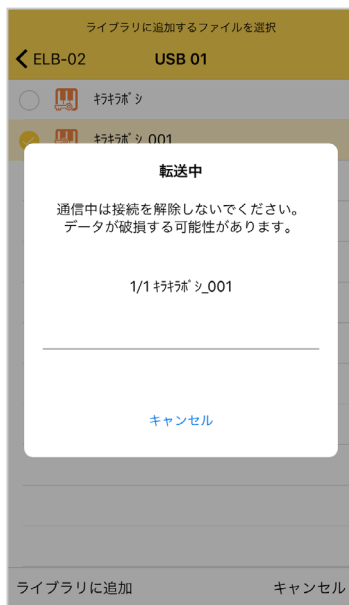 ライブラリに追加するファイルを選択
ELB-02
USB 01
ｷﾗｷﾗﾎﾞｼ
ｷﾗｷﾗﾎﾞｼ_001
転送中
通信中は接続を解除しないでください。
データが破損する可能性があります。
1/1 ｷﾗｷﾗﾎﾞｼ_001
キャンセル
ライブラリに追加
キャンセル